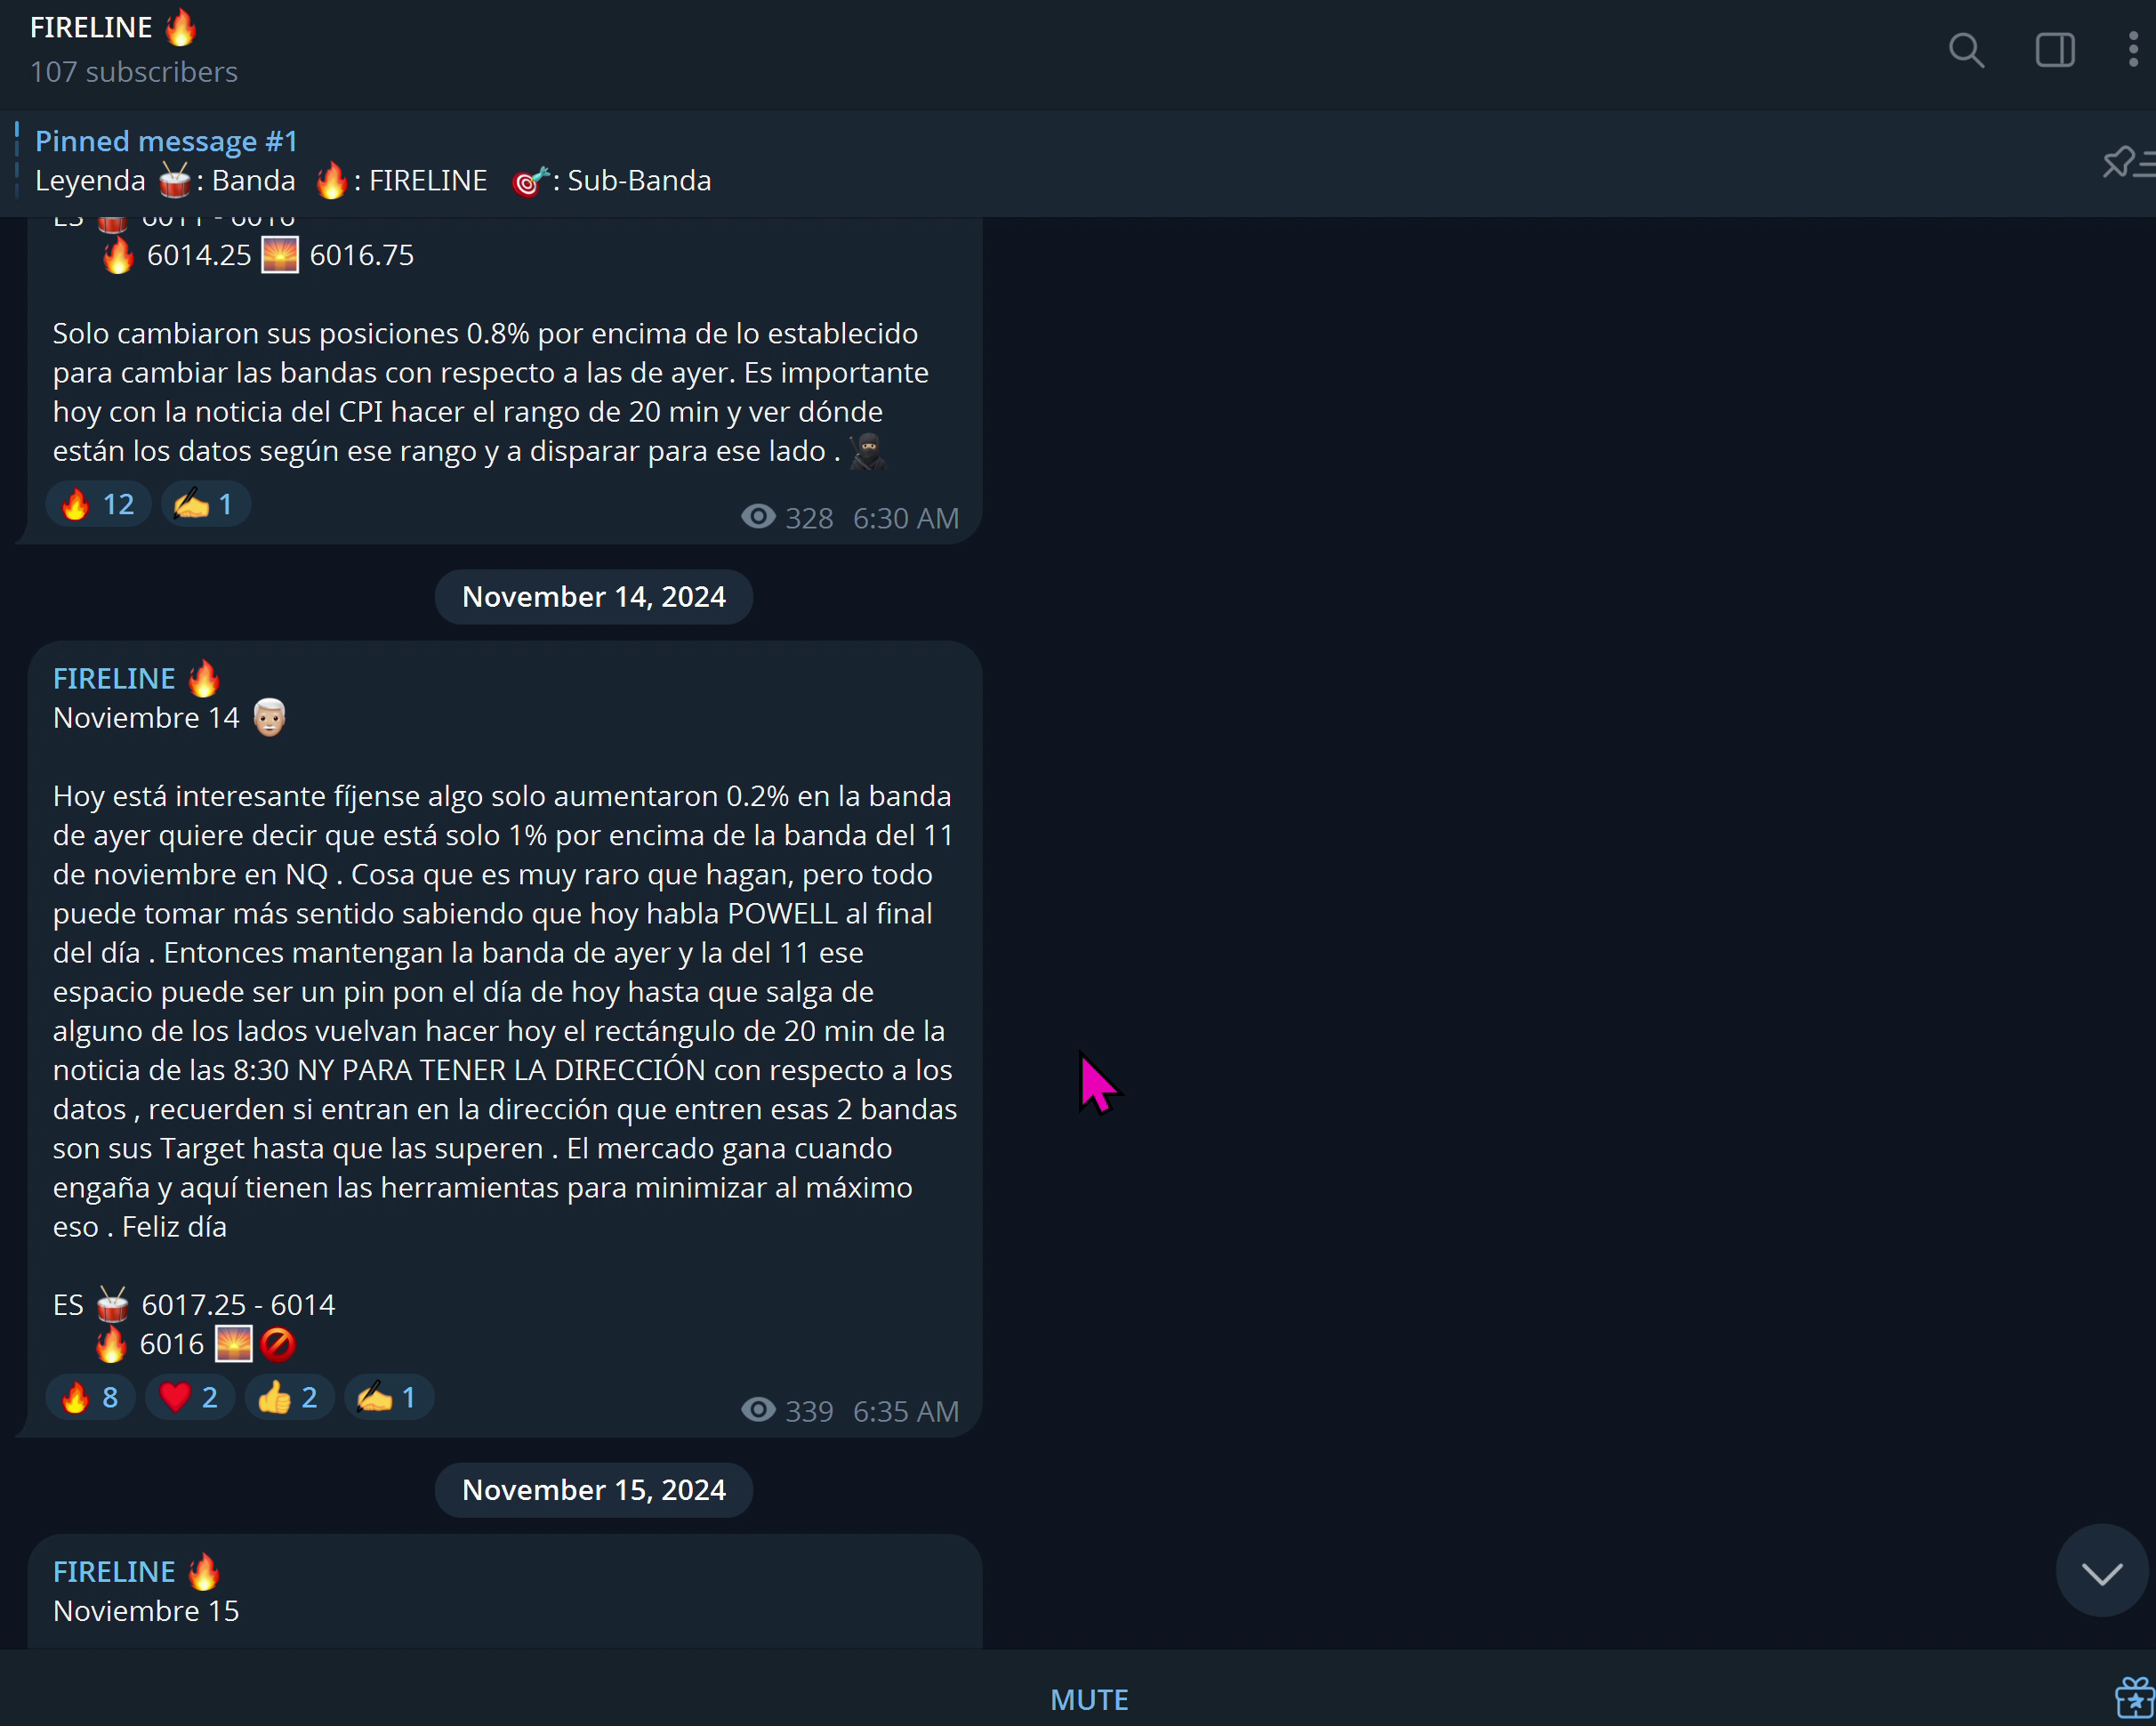 FIRELINE 🔥
107 subscribers
Pinned message #1
Leyenda 🥁: Banda 🔥: FIRELINE 🎯: Sub-Banda
ES 🥁 6011 - 6016
🔥 6014.25 🌅 6016.75
Solo cambiaron sus posiciones 0.8% por encima de lo establecido
para cambiar las bandas con respecto a las de ayer. Es importante
hoy con la noticia del CPI hacer el rango de 20 min y ver dónde
están los datos según ese rango y a disparar para ese lado . 🥷
🔥 12 ✍️ 1
328 6:30 AM
November 14, 2024
FIRELINE 🔥
Noviembre 14 👨🏻‍🦳
Hoy está interesante fíjense algo solo aumentaron 0.2% en la banda
de ayer quiere decir que está solo 1% por encima de la banda del 11
de noviembre en NQ . Cosa que es muy raro que hagan, pero todo
puede tomar más sentido sabiendo que hoy habla POWELL al final
del día . Entonces mantengan la banda de ayer y la del 11 ese
espacio puede ser un pin pon el día de hoy hasta que salga de
alguno de los lados vuelvan hacer hoy el rectángulo de 20 min de la
noticia de las 8:30 NY PARA TENER LA DIRECCIÓN con respecto a los
datos , recuerden si entran en la dirección que entren esas 2 bandas
son sus Target hasta que las superen . El mercado gana cuando
engaña y aquí tienen las herramientas para minimizar al máximo
eso . Feliz día
ES 🥁 6017.25 - 6014
🔥 6016 🌅🚫
🔥 8 ❤️ 2 👍 2 ✍️ 1
339 6:35 AM
November 15, 2024
FIRELINE 🔥
Noviembre 15
MUTE